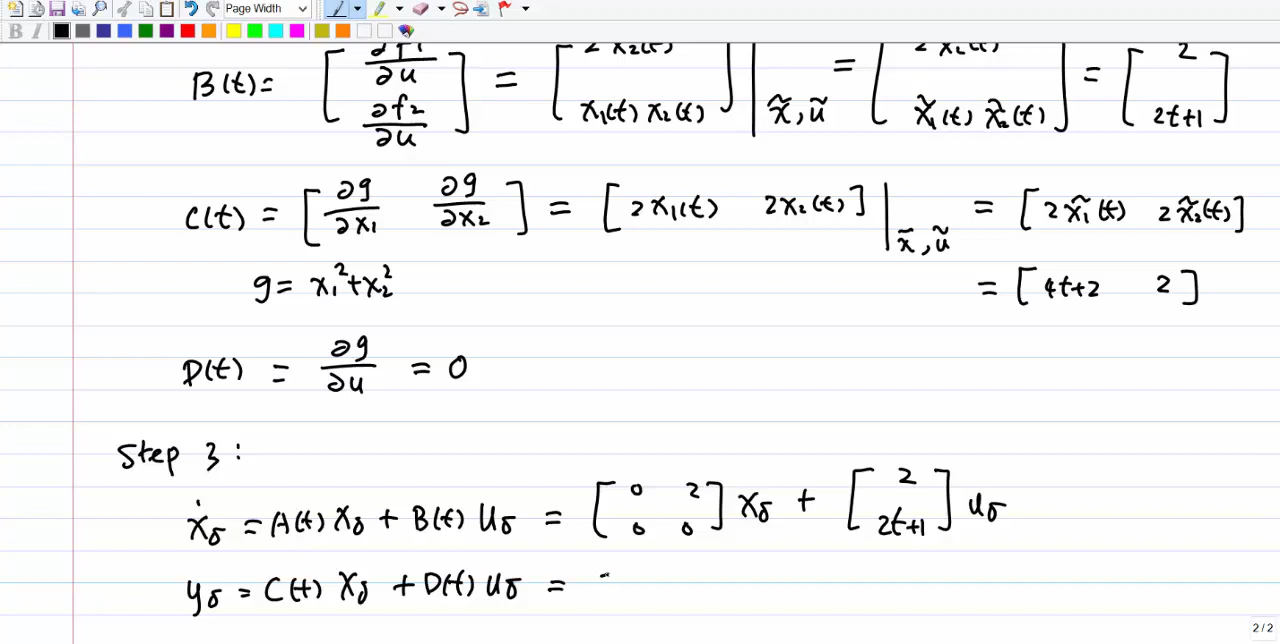 Page Width
B I
B(t)= [ ∂f1/∂u ; ∂f2/∂u ] = [ 2 x2(t) ; x1(t) x2(t) ] | x̃, ũ = [ 2 x̃2(t) ; x̃1(t) x̃2(t) ] = [ 2 ; 2t+1 ]
C(t) = [ ∂g/∂x1 ∂g/∂x2 ] = [ 2x1(t) 2x2(t) ] | x̃, ũ = [ 2x̃1(t) 2x̃2(t) ]
g = x1²+x2² = [ 4t+2 2 ]
D(t) = ∂g/∂u = 0
Step 3 :
ẋδ = A(t) xδ + B(t) uδ = [ 0 2 ; 0 0 ] xδ + [ 2 ; 2t+1 ] uδ
yδ = C(t) xδ + D(t) uδ =
2/2